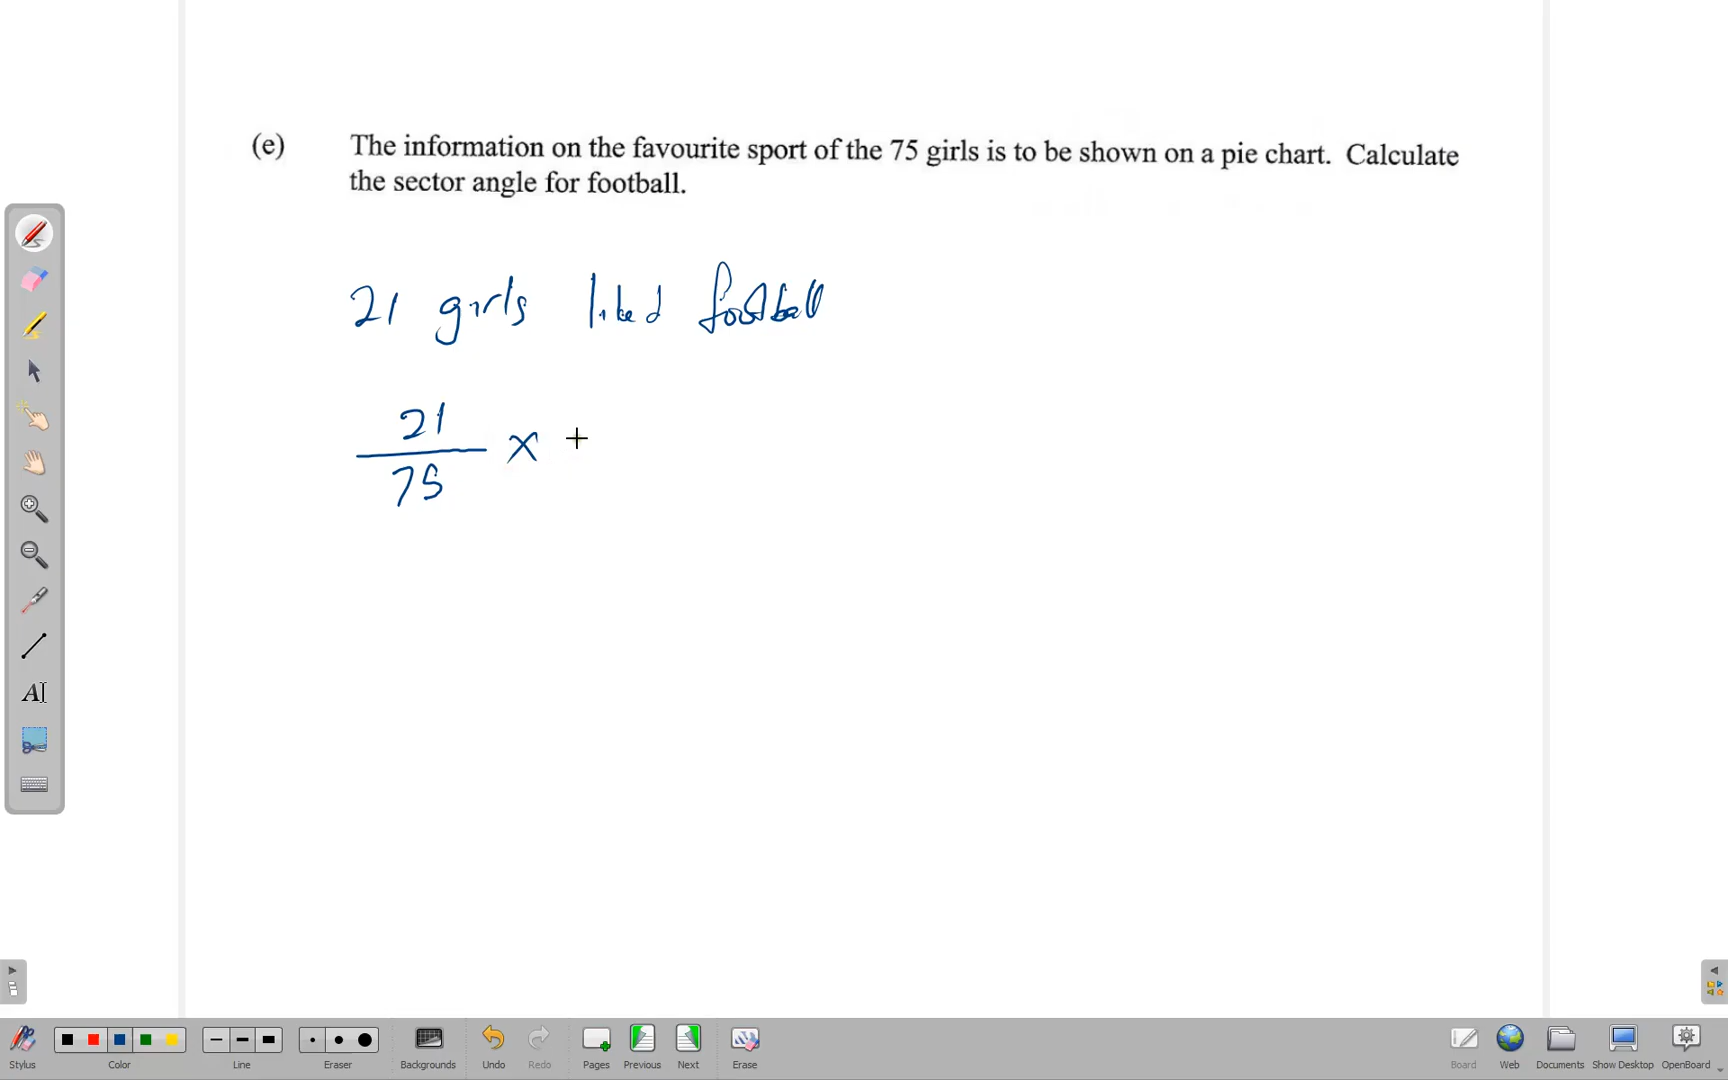 (e) The information on the favourite sport of the 75 girls is to be shown on a pie chart. Calculate
the sector angle for football.
21 girls liked football
21
75 x
AI
Stylus Color Line Eraser Backgrounds Undo Redo Pages Previous Next Erase Board Web Documents Show Desktop OpenBoard